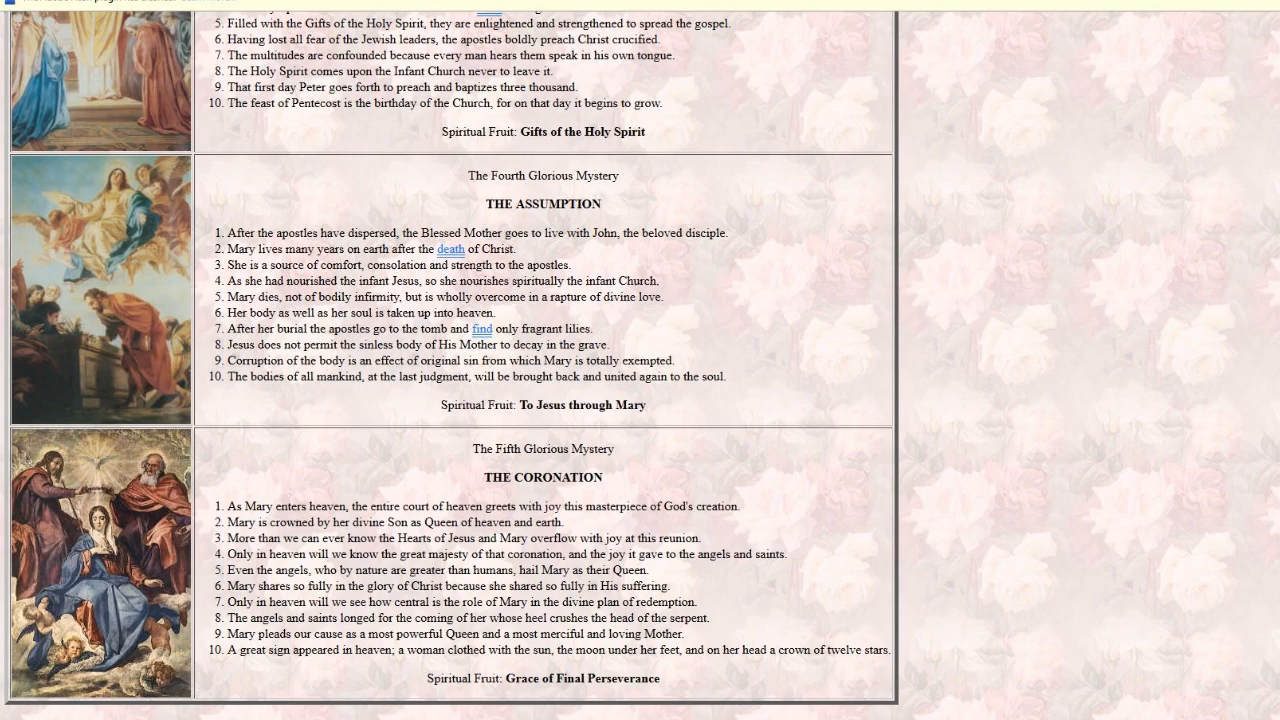 5. Filled with the Gifts of the Holy Spirit, they are enlightened and strengthened to spread the gospel.
6. Having lost all fear of the Jewish leaders, the apostles boldly preach Christ crucified.
7. The multitudes are confounded because every man hears them speak in his own tongue.
8. The Holy Spirit comes upon the Infant Church never to leave it.
9. That first day Peter goes forth to preach and baptizes three thousand.
10. The feast of Pentecost is the birthday of the Church, for on that day it begins to grow.
Spiritual Fruit: Gifts of the Holy Spirit
The Fourth Glorious Mystery
THE ASSUMPTION
1. After the apostles have dispersed, the Blessed Mother goes to live with John, the beloved disciple.
2. Mary lives many years on earth after the death of Christ.
3. She is a source of comfort, consolation and strength to the apostles.
4. As she had nourished the infant Jesus, so she nourishes spiritually the infant Church.
5. Mary dies, not of bodily infirmity, but is wholly overcome in a rapture of divine love.
6. Her body as well as her soul is taken up into heaven.
7. After her burial the apostles go to the tomb and find only fragrant lilies.
8. Jesus does not permit the sinless body of His Mother to decay in the grave.
9. Corruption of the body is an effect of original sin from which Mary is totally exempted.
10. The bodies of all mankind, at the last judgment, will be brought back and united again to the soul.
Spiritual Fruit: To Jesus through Mary
The Fifth Glorious Mystery
THE CORONATION
1. As Mary enters heaven, the entire court of heaven greets with joy this masterpiece of God's creation.
2. Mary is crowned by her divine Son as Queen of heaven and earth.
3. More than we can ever know the Hearts of Jesus and Mary overflow with joy at this reunion.
4. Only in heaven will we know the great majesty of that coronation, and the joy it gave to the angels and saints.
5. Even the angels, who by nature are greater than humans, hail Mary as their Queen.
6. Mary shares so fully in the glory of Christ because she shared so fully in His suffering.
7. Only in heaven will we see how central is the role of Mary in the divine plan of redemption.
8. The angels and saints longed for the coming of her whose heel crushes the head of the serpent.
9. Mary pleads our cause as a most powerful Queen and a most merciful and loving Mother.
10. A great sign appeared in heaven; a woman clothed with the sun, the moon under her feet, and on her head a crown of twelve stars.
Spiritual Fruit: Grace of Final Perseverance